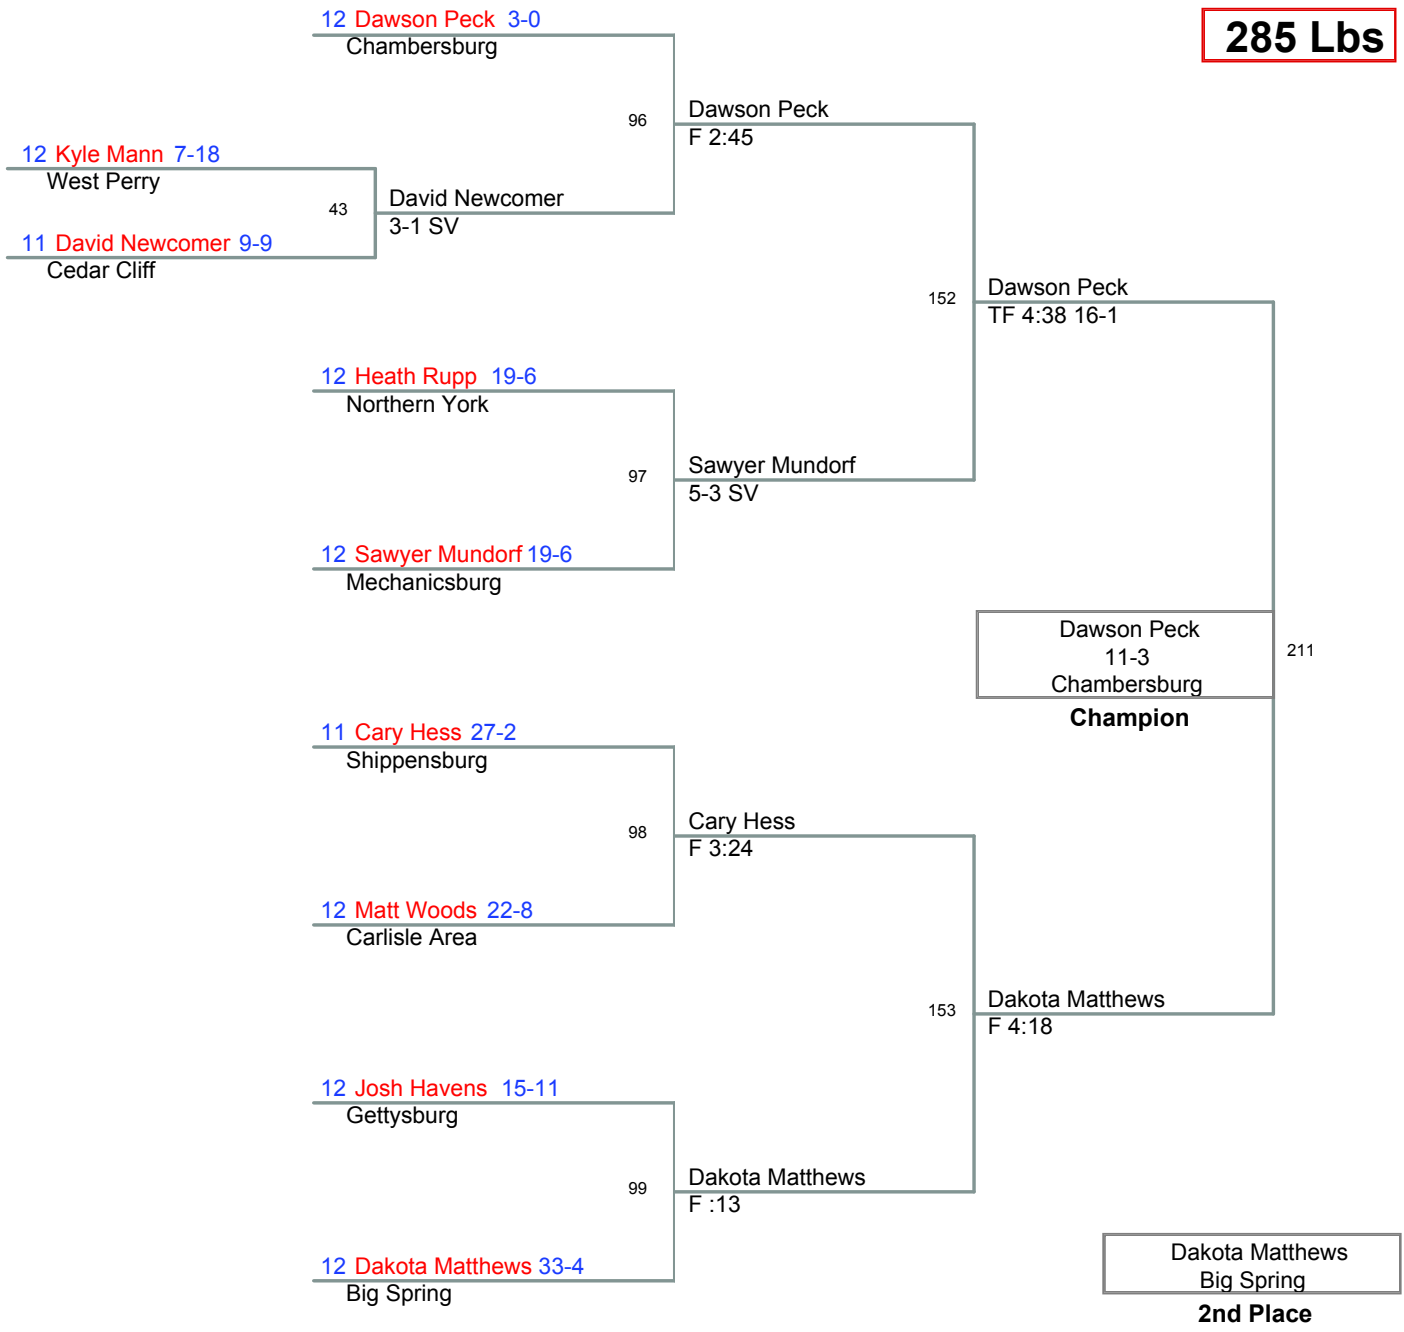 285 Lbs
12 Dawson Peck 3-0
Chambersburg
96
Dawson Peck
F 2:45
12 Kyle Mann 7-18
West Perry
43
David Newcomer
3-1 SV
11 David Newcomer 9-9
Cedar Cliff
152
Dawson Peck
TF 4:38 16-1
12 Heath Rupp 19-6
Northern York
97
Sawyer Mundorf
5-3 SV
12 Sawyer Mundorf 19-6
Mechanicsburg
Dawson Peck
11-3
Chambersburg
Champion
211
11 Cary Hess 27-2
Shippensburg
98
Cary Hess
F 3:24
12 Matt Woods 22-8
Carlisle Area
153
Dakota Matthews
F 4:18
12 Josh Havens 15-11
Gettysburg
99
Dakota Matthews
F :13
12 Dakota Matthews 33-4
Big Spring
Dakota Matthews
Big Spring
2nd Place